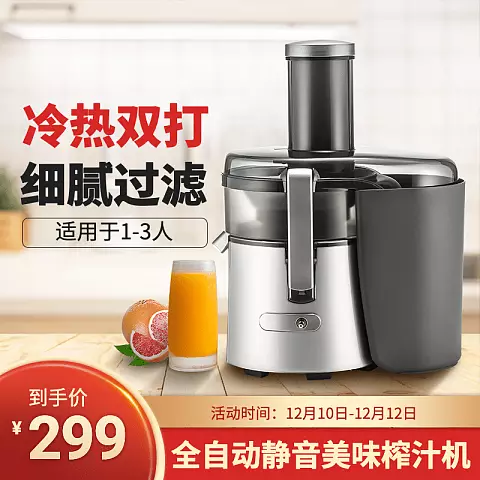 冷热双打
细腻过滤
适用于1-3人
到手价
¥299
活动时间：12月10日-12月12日
全自动静音美味榨汁机